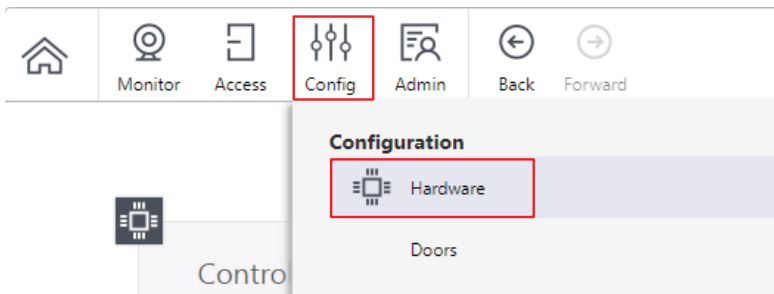 Monitor Access Config Admin Back Forward
Configuration
Hardware
Doors
Contro